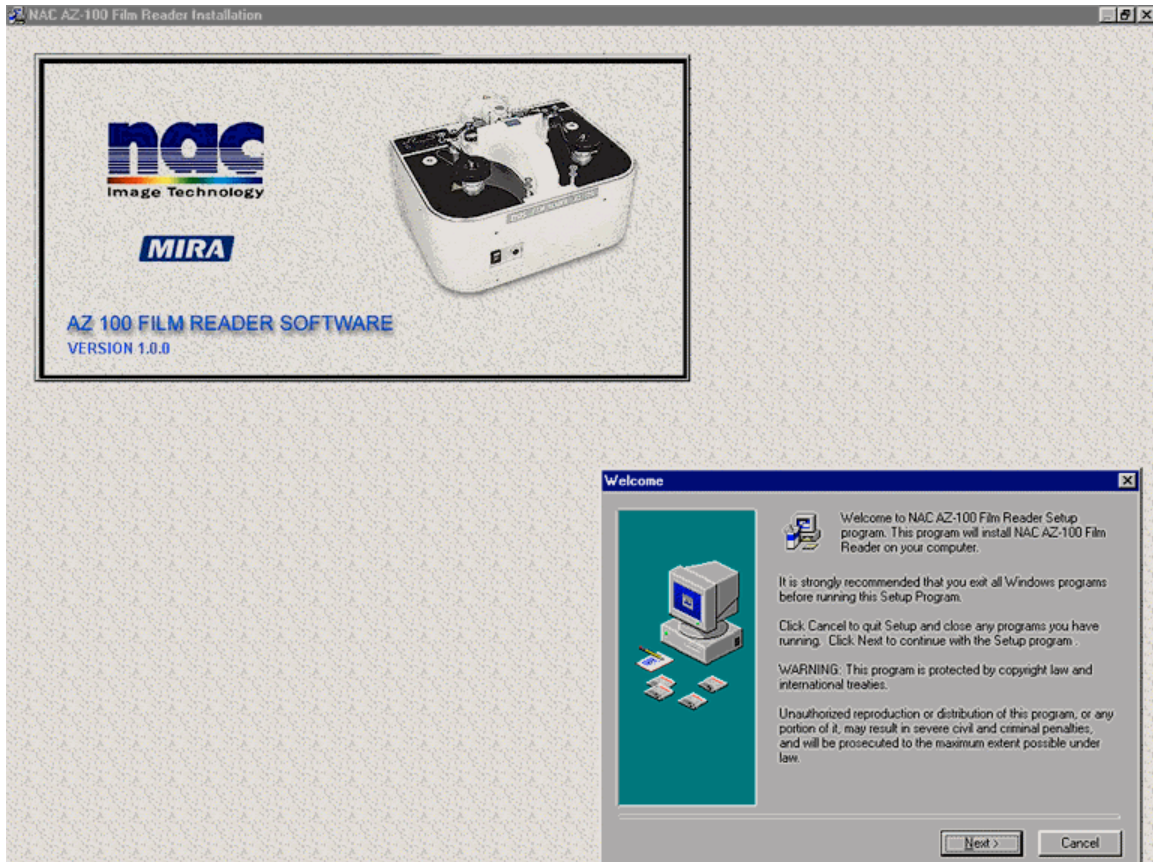 NAC AZ-100 Film Reader Installation
nac
Image Technology
MIRA
AZ 100 FILM READER SOFTWARE
VERSION 1.0.0
Welcome
Welcome to NAC AZ-100 Film Reader Setup
program. This program will install NAC AZ-100 Film
Reader on your computer.
It is strongly recommended that you exit all Windows programs
before running this Setup Program.
Click Cancel to quit Setup and close any programs you have
running. Click Next to continue with the Setup program .
WARNING: This program is protected by copyright law and
international treaties.
Unauthorized reproduction or distribution of this program, or any
portion of it, may result in severe civil and criminal penalties,
and will be prosecuted to the maximum extent possible under
law.
Next >
Cancel